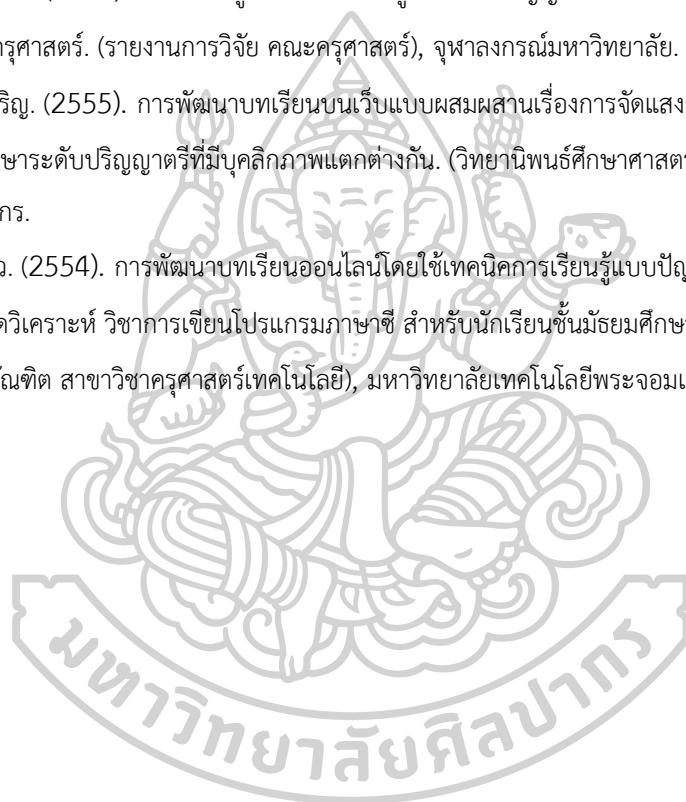 รุศาสตร์. (รายงานการวิจัย คณะครุศาสตร์), จุฬาลงกรณ์มหาวิทยาลัย.
ริญ. (2555). การพัฒนาบทเรียนบนเว็บแบบผสมผสานเรื่องการจัดแสง
ษาระดับปริญญาตรีที่มีบุคลิกภาพแตกต่างกัน. (วิทยานิพนธ์ศึกษาศาสตร
กร.
ว. (2554). การพัฒนาบทเรียนออนไลน์โดยใช้เทคนิคการเรียนรู้แบบปัญ
ดวิเคราะห์ วิชาการเขียนโปรแกรมภาษาซี สำหรับนักเรียนชั้นมัธยมศึกษา
ัณฑิต สาขาวิชาครุศาสตร์เทคโนโลยี), มหาวิทยาลัยเทคโนโลยีพระจอมเ
มหาวิทยาลัยศิลปากร